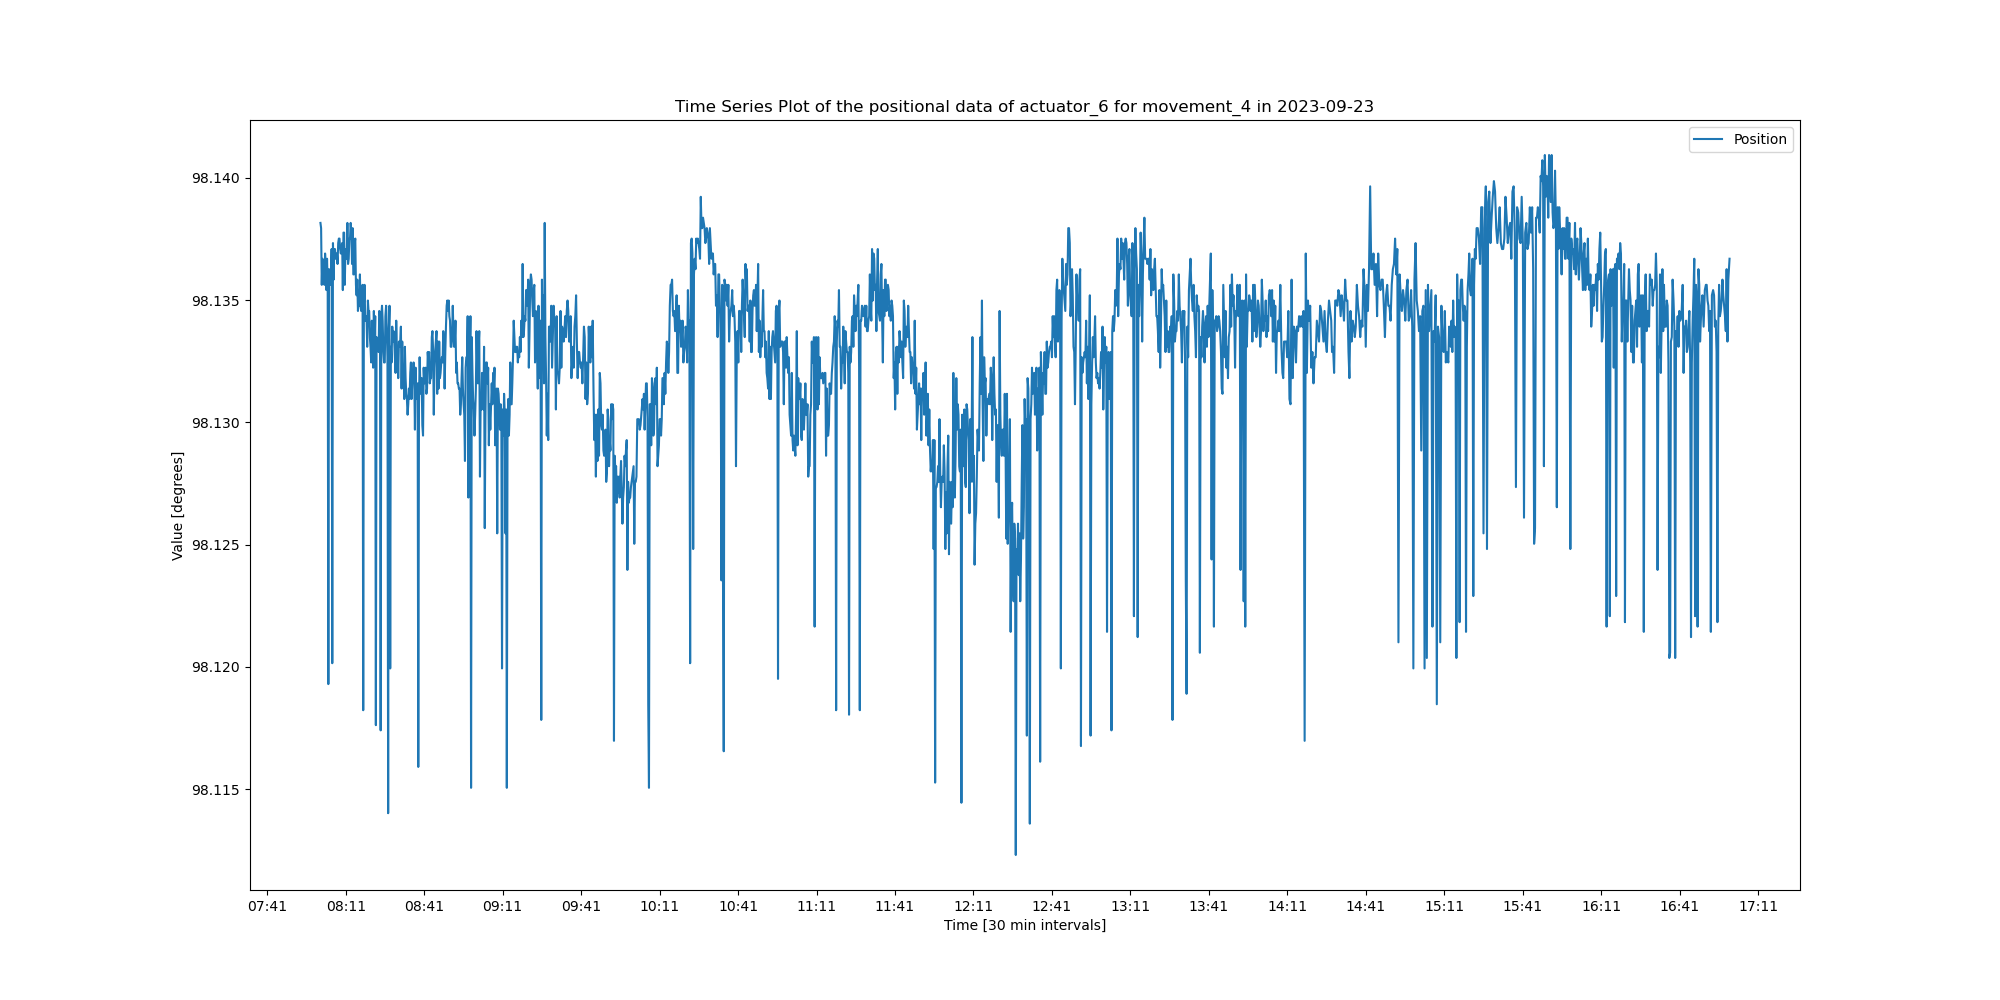 Time Series Plot of the positional data of actuator_6 for movement_4 in 2023-09-23
Position
98.140
98.135
98.130
98.125
98.120
98.115
Value [degrees]
07:41 08:11 08:41 09:11 09:41 10:11 10:41 11:11 11:41 12:11 12:41 13:11 13:41 14:11 14:41 15:11 15:41 16:11 16:41 17:11
Time [30 min intervals]